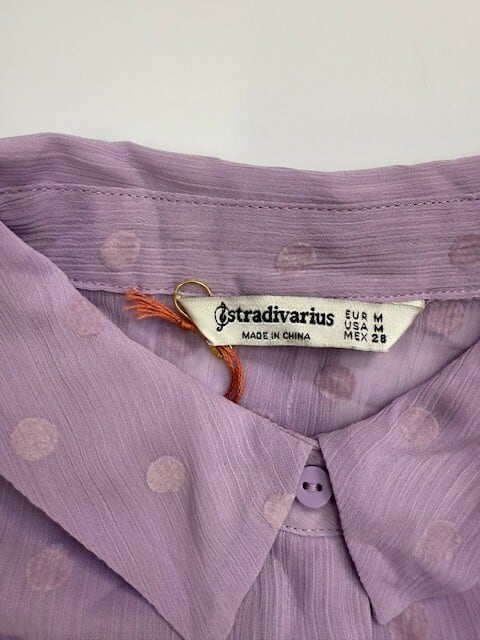 stradivarius
MADE IN CHINA
EUR M
USA M
MEX 28